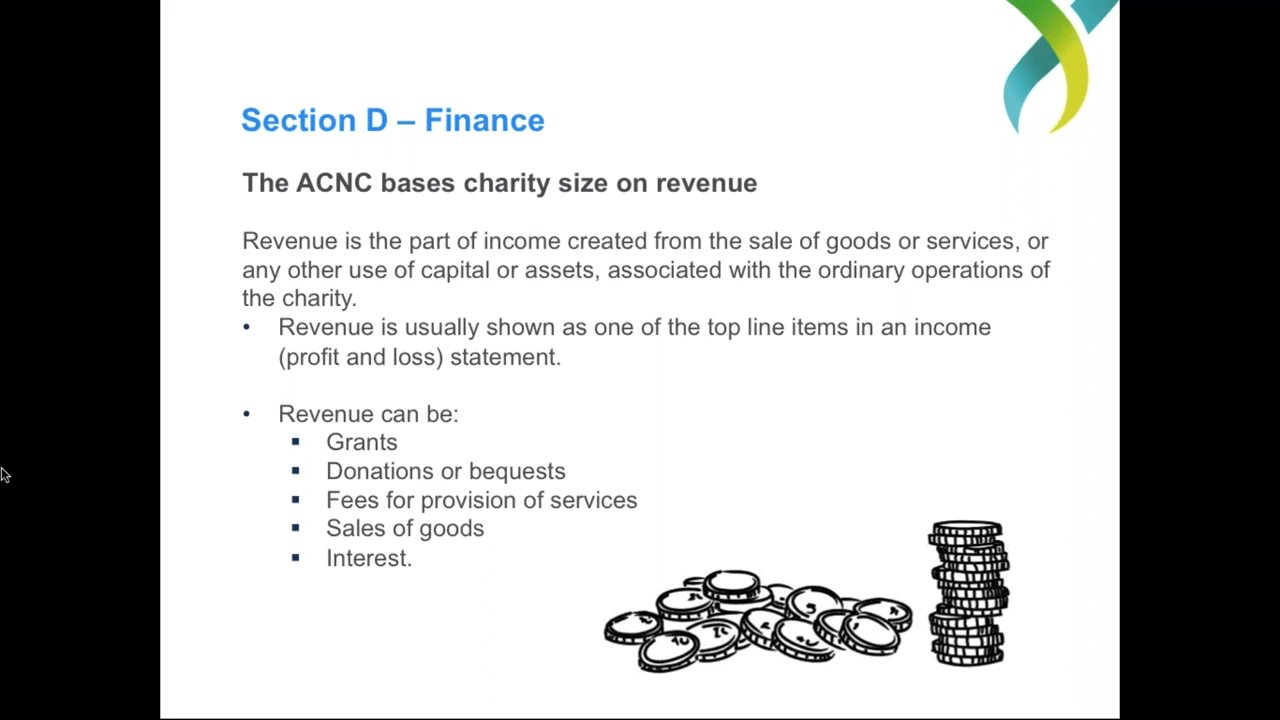 Section D – Finance
The ACNC bases charity size on revenue
Revenue is the part of income created from the sale of goods or services, or
any other use of capital or assets, associated with the ordinary operations of
the charity.
• Revenue is usually shown as one of the top line items in an income
(profit and loss) statement.
• Revenue can be:
▪ Grants
▪ Donations or bequests
▪ Fees for provision of services
▪ Sales of goods
▪ Interest.